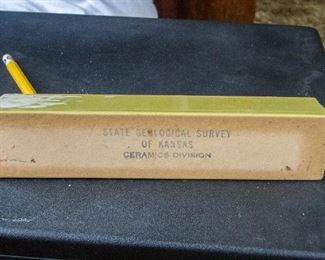 STATE GEOLOGICAL SURVEY
OF KANSAS
CERAMICS DIVISION